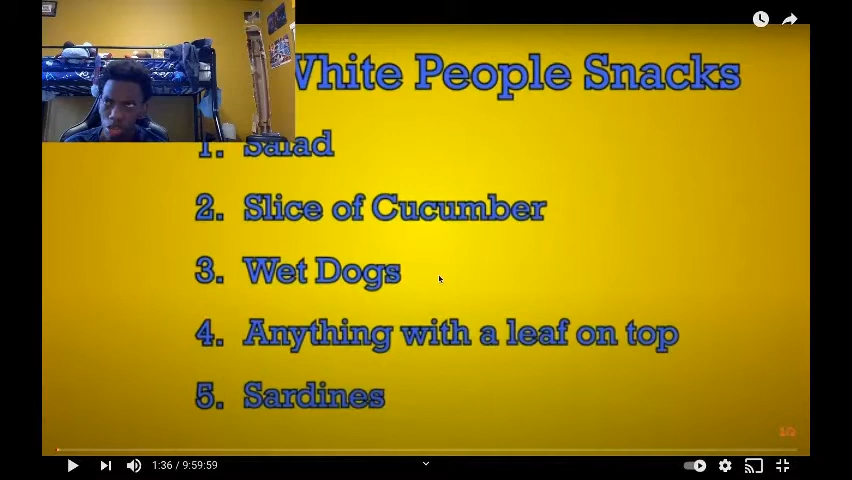 White People Snacks
1. Salad
2. Slice of Cucumber
3. Wet Dogs
4. Anything with a leaf on top
5. Sardines
1:36 / 9:59:59